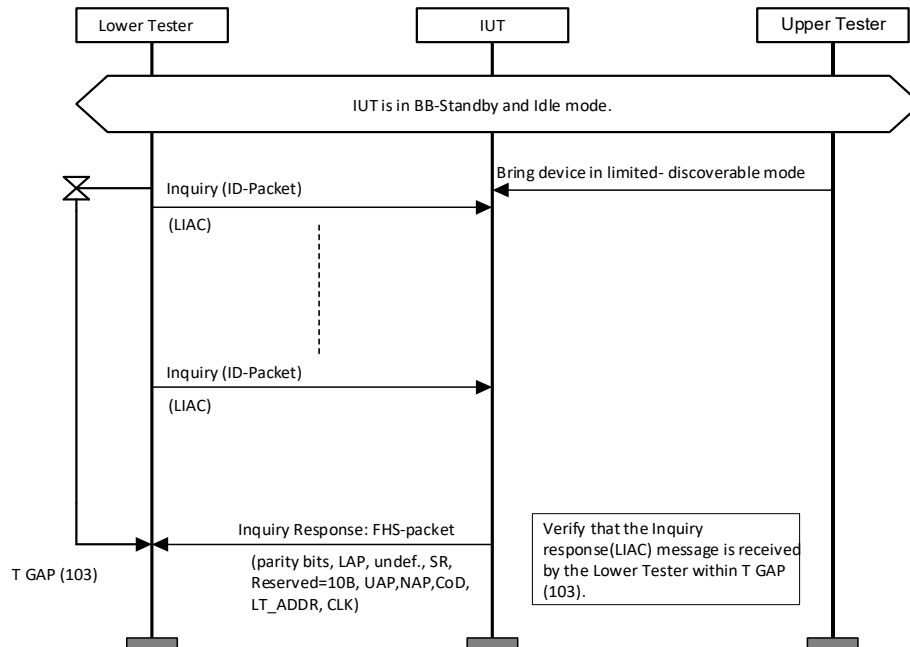 Lower Tester
IUT
Upper Tester
IUT is in BB-Standby and Idle mode.
Bring device in limited- discoverable mode
Inquiry (ID-Packet)
(LIAC)
Inquiry (ID-Packet)
(LIAC)
Inquiry Response: FHS-packet
(parity bits, LAP, undef., SR,
Reserved=10B, UAP,NAP,CoD,
LT_ADDR, CLK)
T GAP (103)
Verify that the Inquiry
response(LIAC) message is received
by the Lower Tester within T GAP
(103).